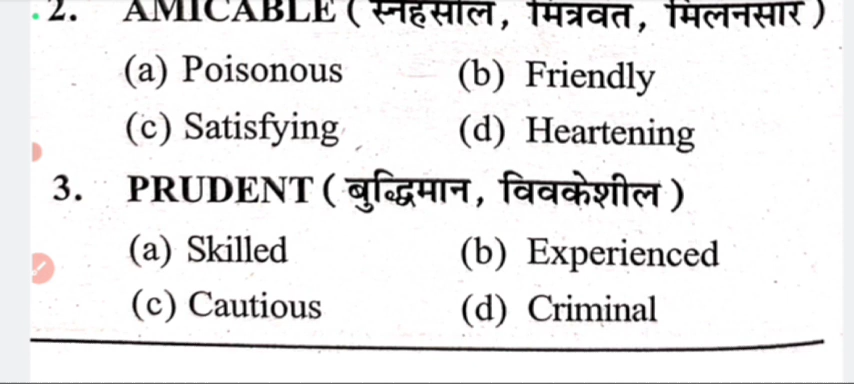 2. AMICABLE ( स्नेहसील, मित्रवत, मिलनसार )
(a) Poisonous (b) Friendly
(c) Satisfying (d) Heartening
3. PRUDENT ( बुद्धिमान, विवकेशील )
(a) Skilled (b) Experienced
(c) Cautious (d) Criminal